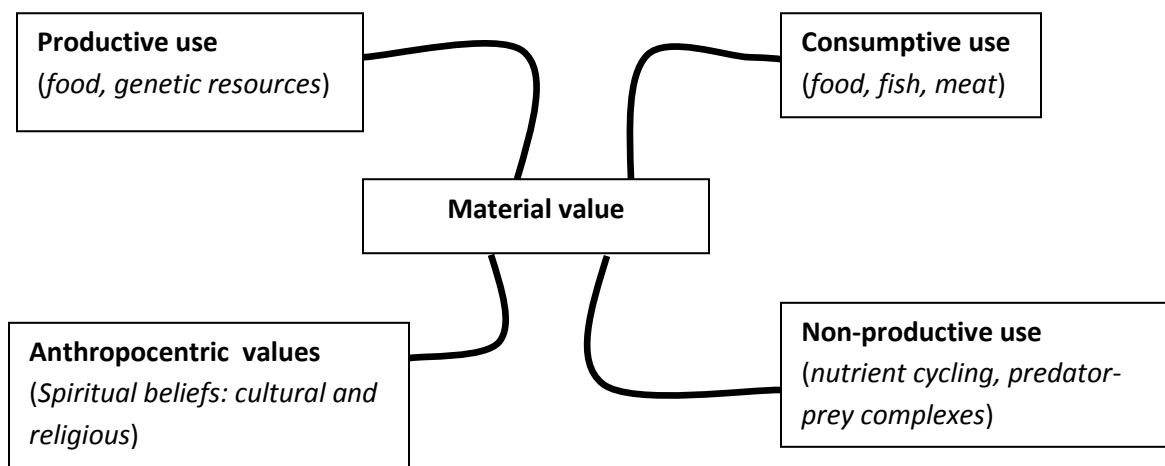 Productive use
(food, genetic resources)
Consumptive use
(food, fish, meat)
Material value
Anthropocentric values
(Spiritual beliefs: cultural and
religious)
Non-productive use
(nutrient cycling, predator-
prey complexes)